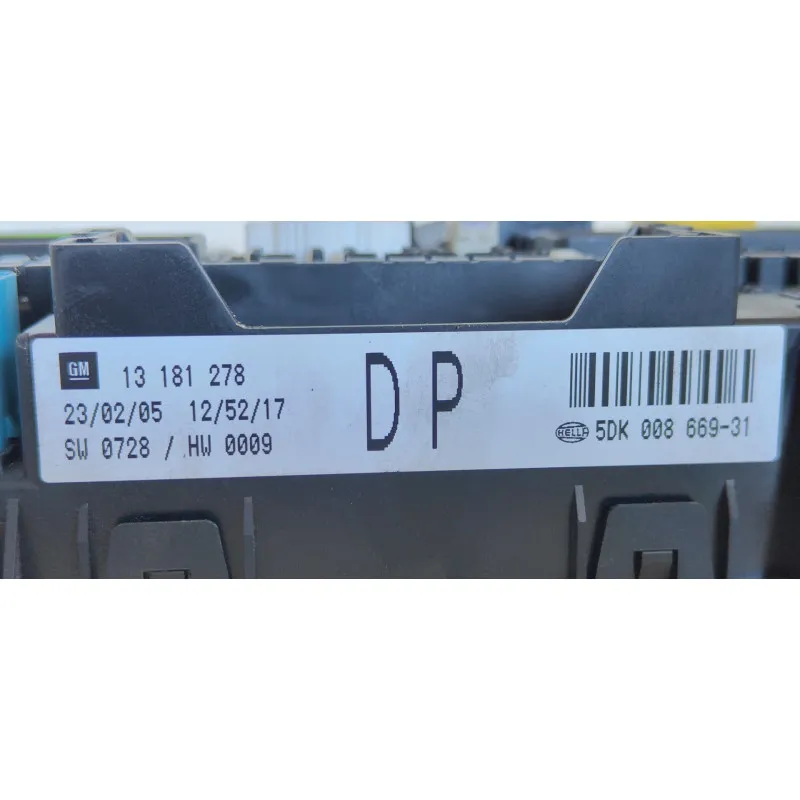 GM 13 181 278
23/02/05 12/52/17
SW 0728 / HW 0009
DP
HELLA 5DK 008 669-31